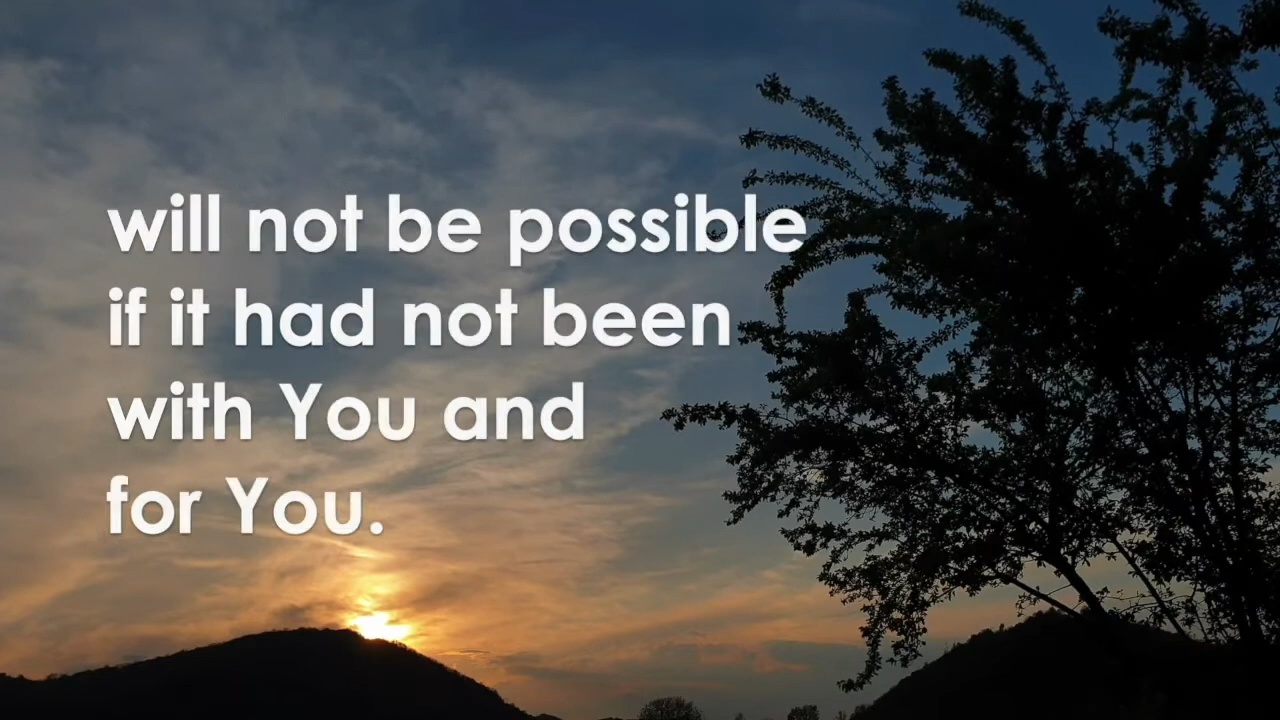 will not be possible
if it had not been
with You and
for You.